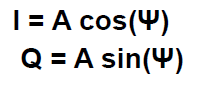 I = A cos(Ψ)
Q = A sin(Ψ)